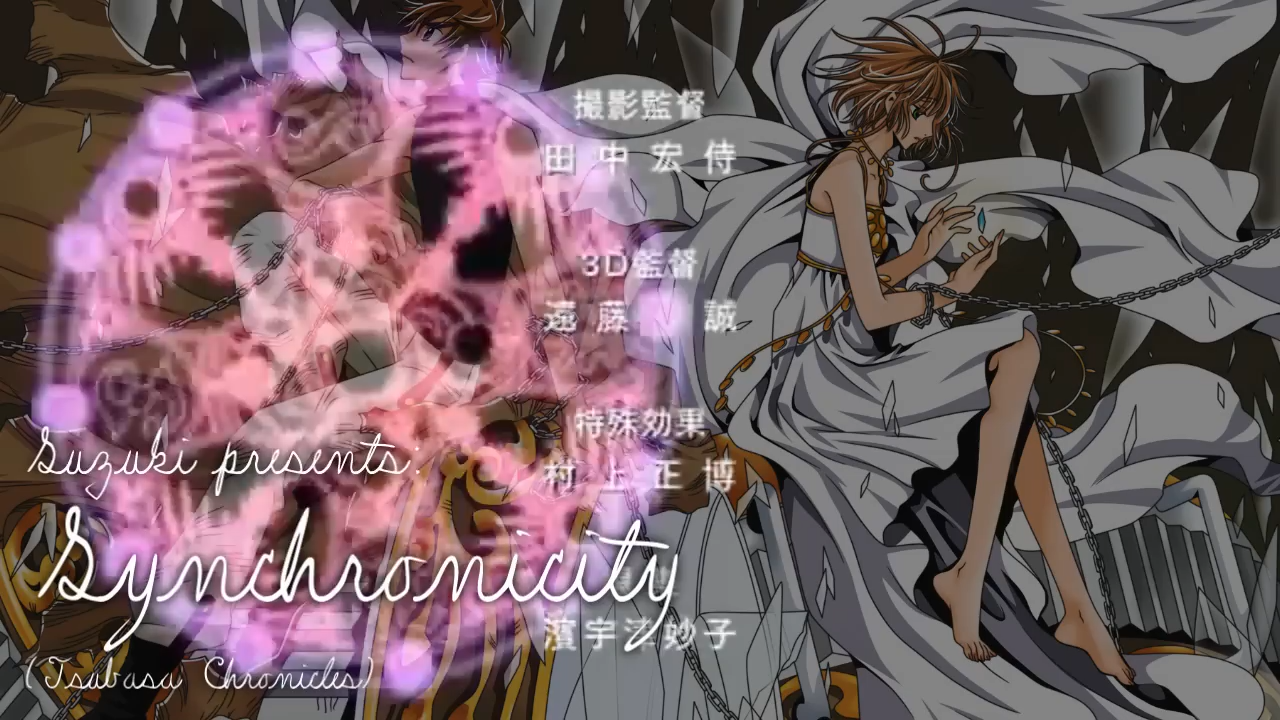 撮影監督
田中宏侍
3D監督
遠藤 誠
特殊効果
村上正博
Suzuki presents:
Synchronicity
濱宇津妙子
(Tsubasa Chronicles)